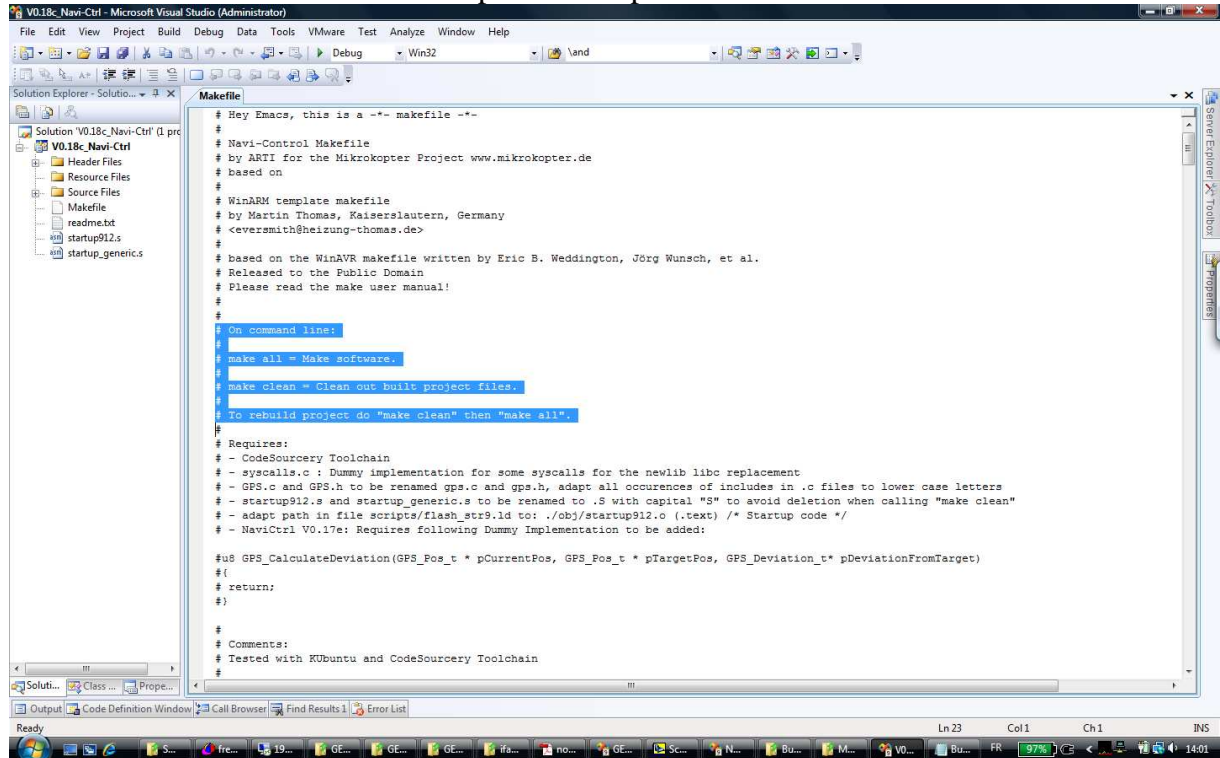 V0.18c_Navi-Ctrl - Microsoft Visual Studio (Administrator)
File Edit View Project Build Debug Data Tools VMware Test Analyze Window Help
Debug Win32 \and
Solution Explorer - Solutio...
Makefile
Solution 'V0.18c_Navi-Ctrl' (1 pro
V0.18c_Navi-Ctrl
Header Files
Resource Files
Source Files
Makefile
readme.txt
startup912.s
startup_generic.s
# Hey Emacs, this is a -*- makefile -*-
#
# Navi-Control Makefile
# by ARTI for the Mikrokopter Project www.mikrokopter.de
# based on
#
# WinARM template makefile
# by Martin Thomas, Kaiserslautern, Germany
# <eversmith@heizung-thomas.de>
#
# based on the WinAVR makefile written by Eric B. Weddington, Jörg Wunsch, et al.
# Released to the Public Domain
# Please read the make user manual!
#
#
# On command line:
#
# make all = Make software.
#
# make clean = Clean out built project files.
#
# To rebuild project do "make clean" then "make all".
#
# Requires:
# - CodeSourcery Toolchain
# - syscalls.c : Dummy implementation for some syscalls for the newlib libc replacement
# - GPS.c and GPS.h to be renamed gps.c and gps.h, adapt all occurences of includes in .c files to lower case letters
# - startup912.s and startup_generic.s to be renamed to .S with capital "S" to avoid deletion when calling "make clean"
# - adapt path in file scripts/flash_str9.ld to: ./obj/startup912.o (.text) /* Startup code */
# - NaviCtrl V0.17e: Requires following Dummy Implementation to be added:
#u8 GPS_CalculateDeviation(GPS_Pos_t * pCurrentPos, GPS_Pos_t * pTargetPos, GPS_Deviation_t* pDeviationFromTarget)
#{
# return;
#}
#
# Comments:
# Tested with KUbuntu and CodeSourcery Toolchain
#
Server Explorer
Toolbox
Properties
Soluti... Class ... Prope...
Output Code Definition Window Call Browser Find Results 1 Error List
Ready Ln 23 Col 1 Ch 1 INS
S... fre... 19... GE... GE... GE... ifa... no... GE... Sc... N... Bu... M... V0... Bu... FR 97% 14:01